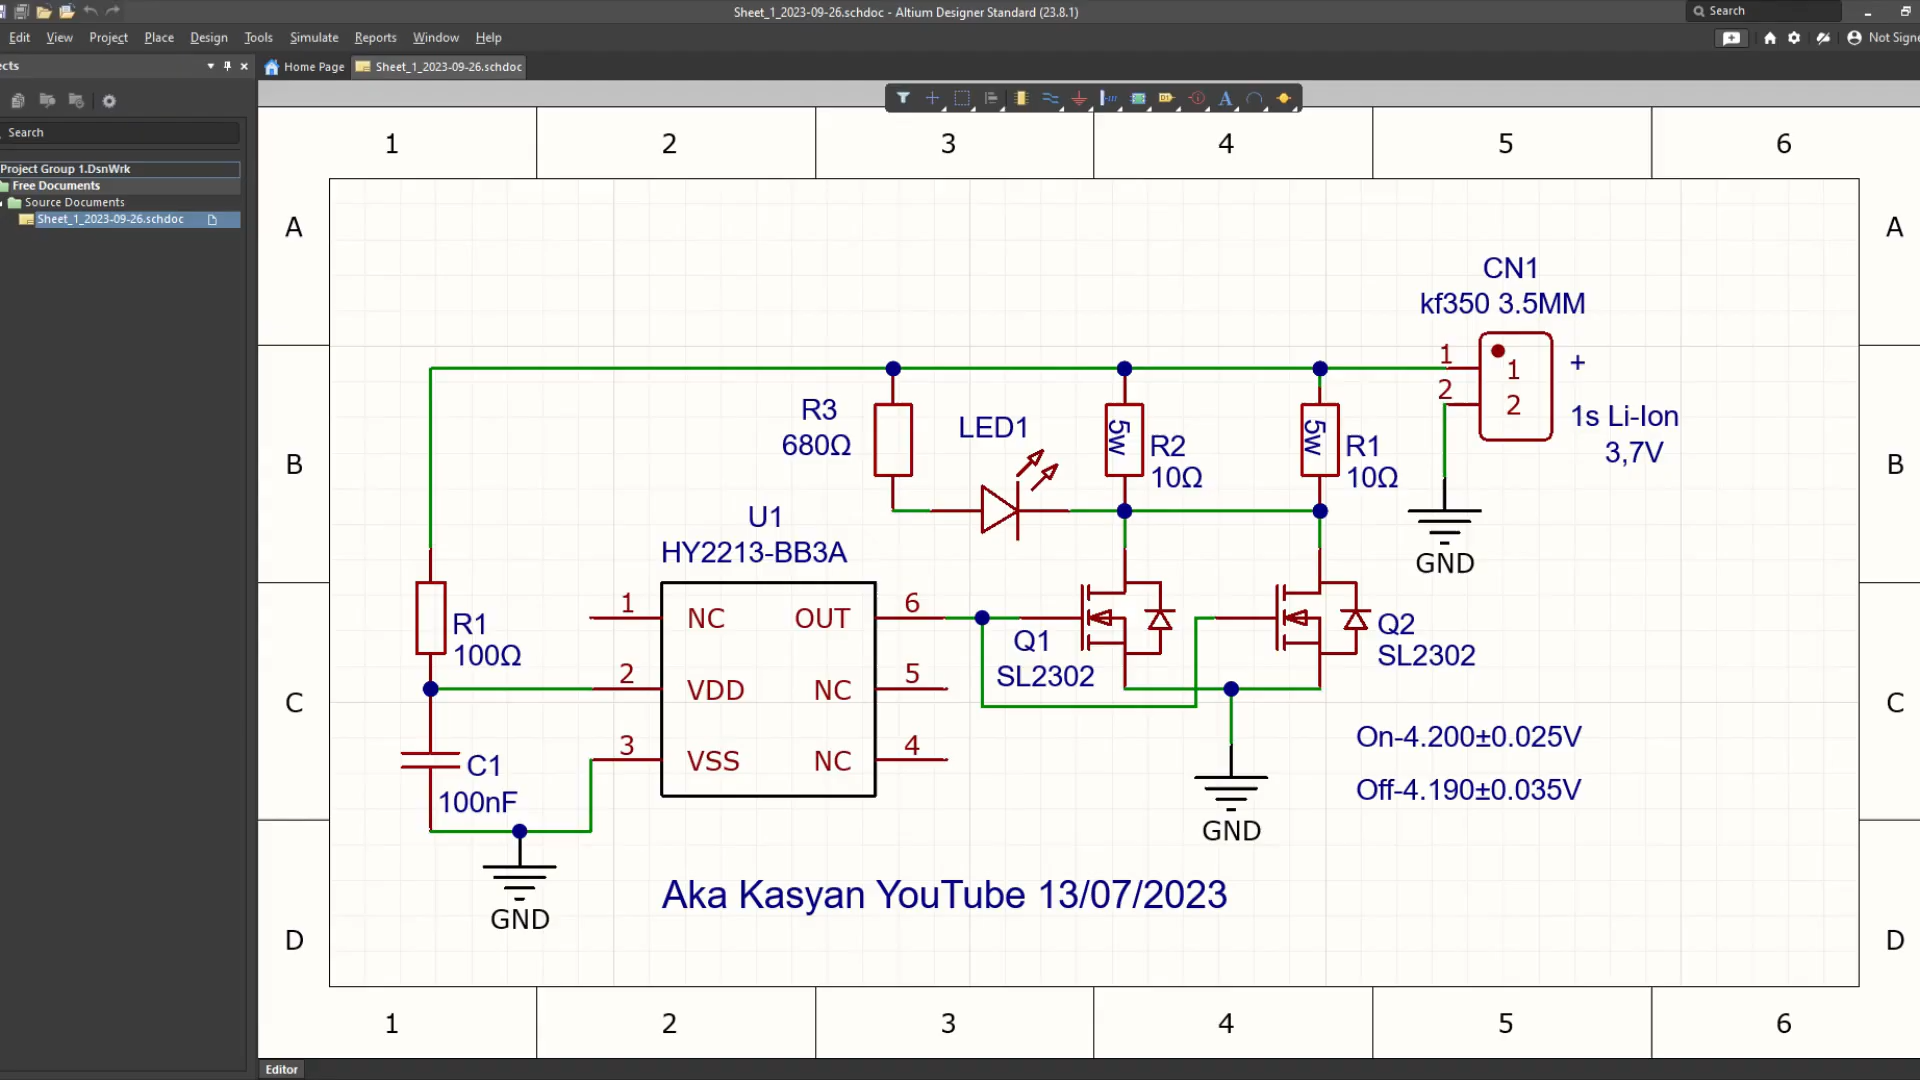 Sheet_1_2023-09-26.schdoc - Altium Designer Standard (23.8.1)
Search
Edit View Project Place Design Tools Simulate Reports Window Help
Not Signe
cts
Home Page
Sheet_1_2023-09-26.schdoc
Search
Project Group 1.DsnWrk
Free Documents
Source Documents
Sheet_1_2023-09-26.schdoc
1 2 3 4 5 6
A
A
CN1
kf350 3.5MM
1
1
+
2
2
1s Li-Ion
3,7V
B
B
R3
680Ω
LED1
5w
R2
10Ω
5w
R1
10Ω
GND
U1
HY2213-BB3A
1 NC OUT 6
2 VDD NC 5
3 VSS NC 4
R1
100Ω
Q1
SL2302
Q2
SL2302
C
C
C1
100nF
On-4.200±0.025V
Off-4.190±0.035V
GND
GND
Aka Kasyan YouTube 13/07/2023
D
D
1 2 3 4 5 6
Editor